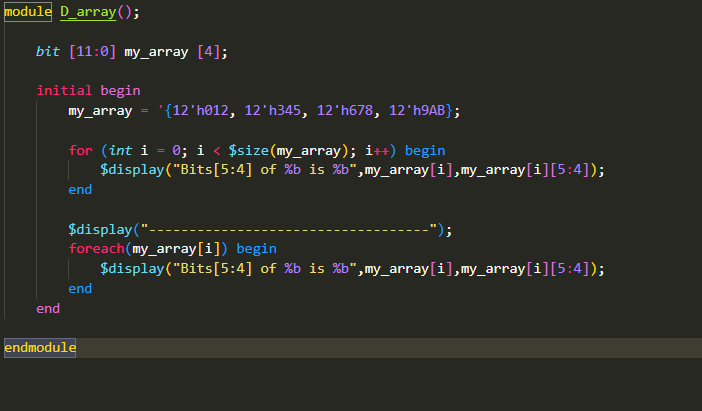 module D_array();
bit [11:0] my_array [4];
initial begin
my_array = '{12'h012, 12'h345, 12'h678, 12'h9AB};
for (int i = 0; i < $size(my_array); i++) begin
$display("Bits[5:4] of %b is %b",my_array[i],my_array[i][5:4]);
end
$display("-----------------------------------");
foreach(my_array[i]) begin
$display("Bits[5:4] of %b is %b",my_array[i],my_array[i][5:4]);
end
end
endmodule